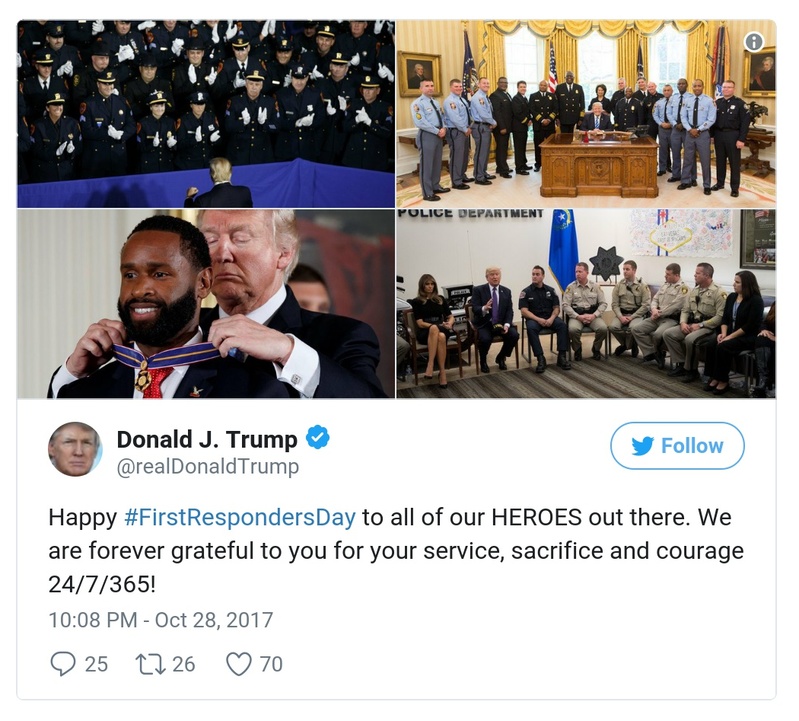 POLICE DEPARTMENT
Donald J. Trump
@realDonaldTrump
Follow
Happy #FirstRespondersDay to all of our HEROES out there. We
are forever grateful to you for your service, sacrifice and courage
24/7/365!
10:08 PM - Oct 28, 2017
25 26 70